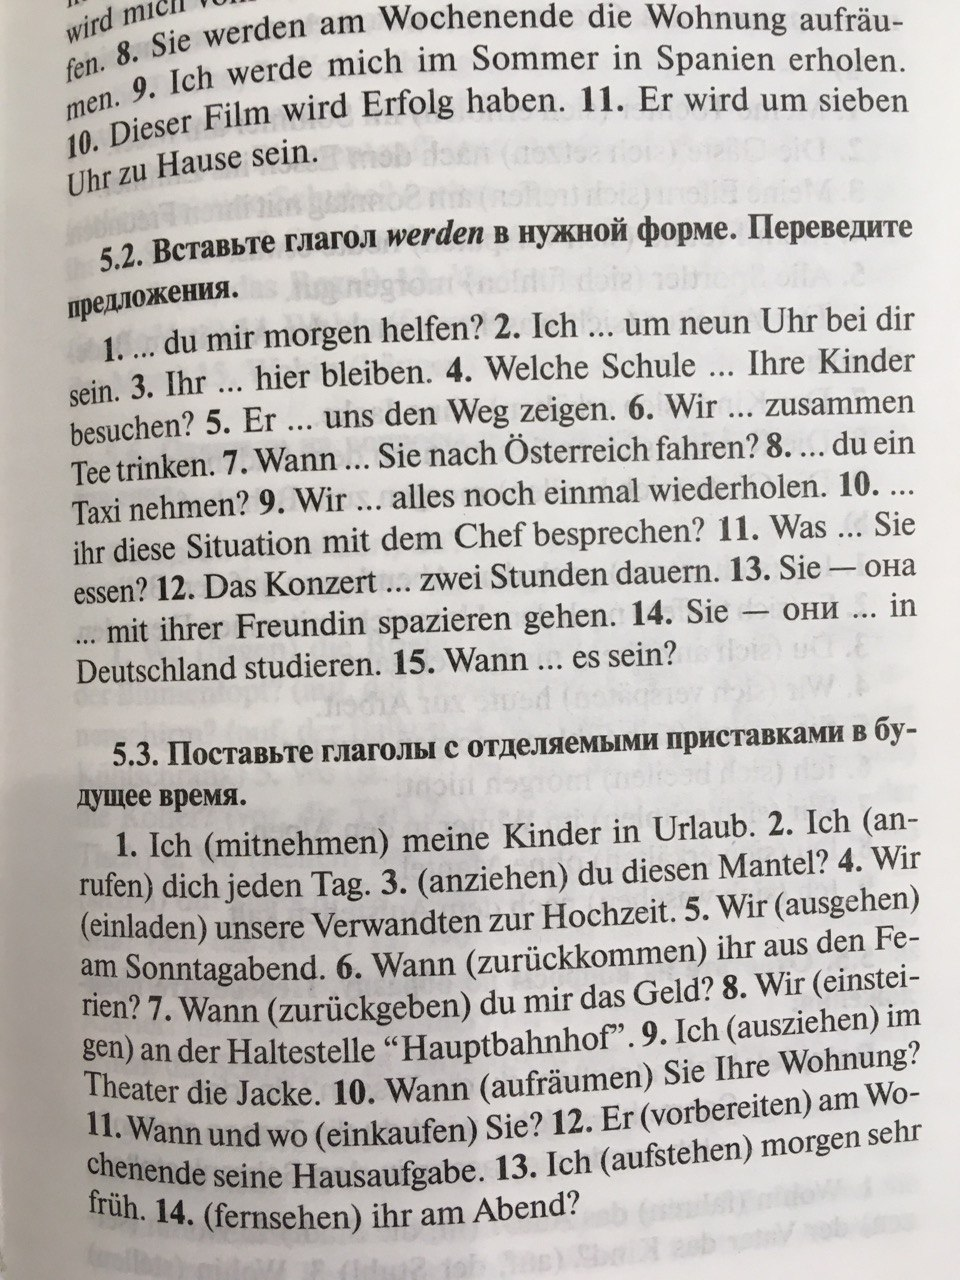 wird mich
fen. 8. Sie werden am Wochenende die Wohnung aufräu-
men. 9. Ich werde mich im Sommer in Spanien erholen.
10. Dieser Film wird Erfolg haben. 11. Er wird um sieben
Uhr zu Hause sein.
5.2. Вставьте глагол werden в нужной форме. Переведите
предложения.
1. ... du mir morgen helfen? 2. Ich ... um neun Uhr bei dir
sein. 3. Ihr ... hier bleiben. 4. Welche Schule ... Ihre Kinder
besuchen? 5. Er ... uns den Weg zeigen. 6. Wir ... zusammen
Tee trinken. 7. Wann ... Sie nach Österreich fahren? 8. ... du ein
Taxi nehmen? 9. Wir ... alles noch einmal wiederholen. 10. ...
ihr diese Situation mit dem Chef besprechen? 11. Was ... Sie
essen? 12. Das Konzert ... zwei Stunden dauern. 13. Sie — она
... mit ihrer Freundin spazieren gehen. 14. Sie — они ... in
Deutschland studieren. 15. Wann ... es sein?
5.3. Поставьте глаголы с отделяемыми приставками в бу-
дущее время.
1. Ich (mitnehmen) meine Kinder in Urlaub. 2. Ich (an-
rufen) dich jeden Tag. 3. (anziehen) du diesen Mantel? 4. Wir
(einladen) unsere Verwandten zur Hochzeit. 5. Wir (ausgehen)
am Sonntagabend. 6. Wann (zurückkommen) ihr aus den Fe-
rien? 7. Wann (zurückgeben) du mir das Geld? 8. Wir (einstei-
gen) an der Haltestelle “Hauptbahnhof”. 9. Ich (ausziehen) im
Theater die Jacke. 10. Wann (aufräumen) Sie Ihre Wohnung?
11. Wann und wo (einkaufen) Sie? 12. Er (vorbereiten) am Wo-
chenende seine Hausaufgabe. 13. Ich (aufstehen) morgen sehr
früh. 14. (fernsehen) ihr am Abend?